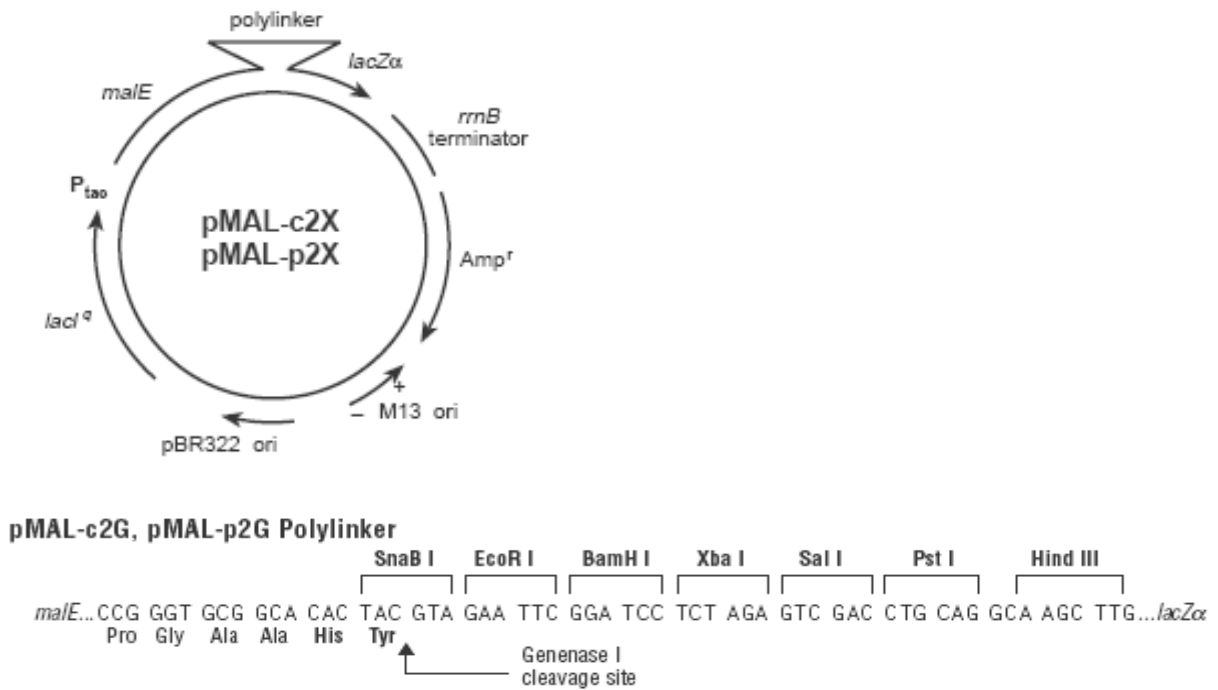 polylinker
lacZα
malE
rrnB
terminator
Ptac
pMAL-c2X
pMAL-p2X
Ampr
lacIq
+
– M13 ori
pBR322 ori
pMAL-c2G, pMAL-p2G Polylinker
SnaB I EcoR I BamH I Xba I Sal I Pst I Hind III
malE...CCG GGT GCG GCA CAC TAC GTA GAA TTC GGA TCC TCT AGA GTC GAC CTG CAG GCA AGC TTG...lacZα
Pro Gly Ala Ala His Tyr
Genenase I
cleavage site